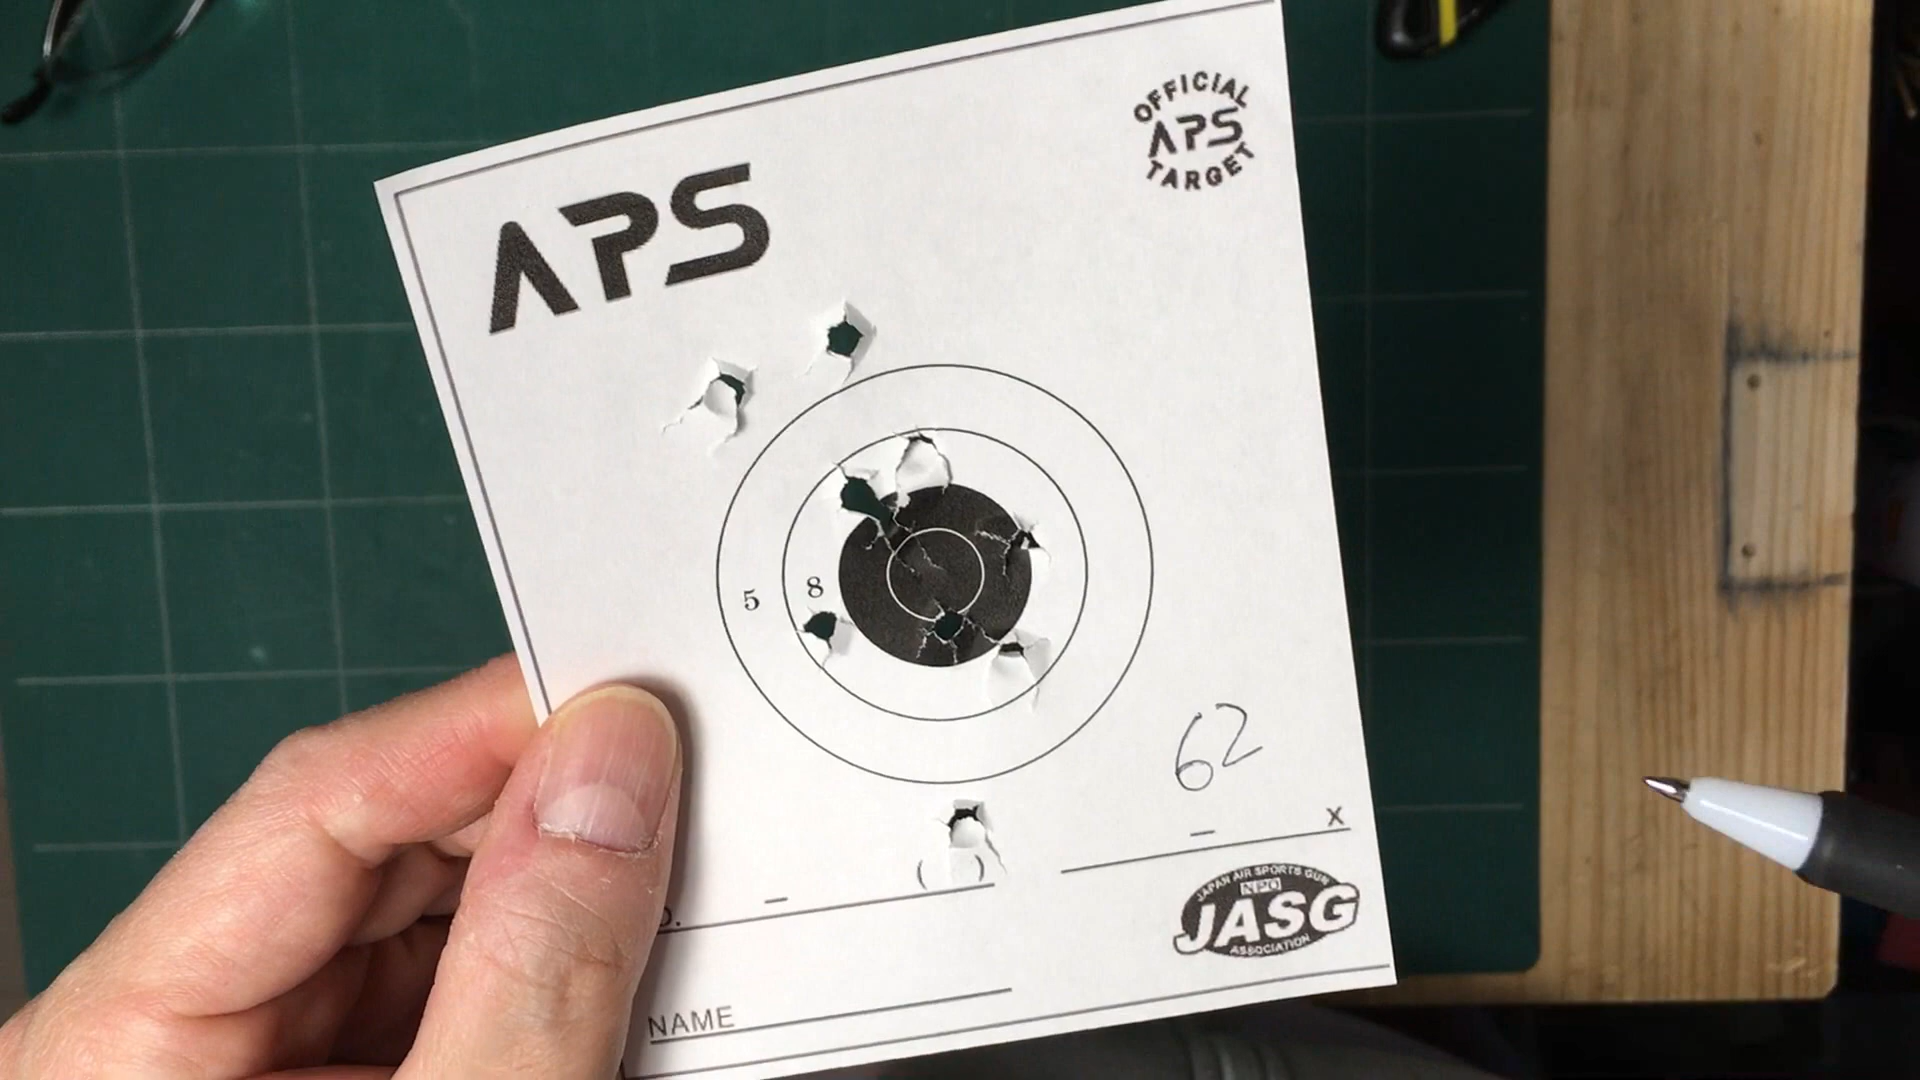 OFFICIAL
APS
TARGET
APS
5 8
62
( )
–
– X
JAPAN AIR SPORTS GUN
NPO
JASG
ASSOCIATION
NAME